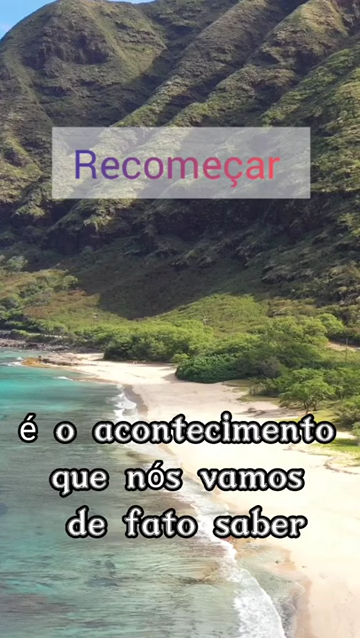 Recomeçar
é o acontecimento
que nós vamos
de fato saber